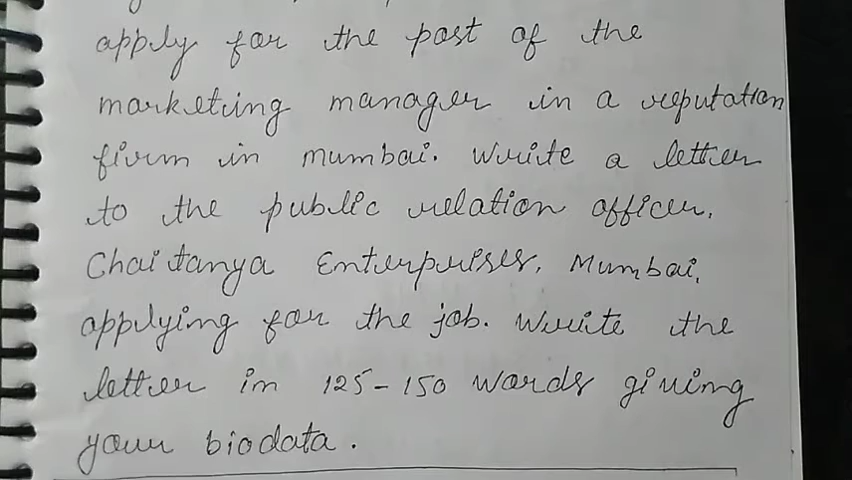 apply for the post of the
marketing manager in a reputation
firm in mumbai. Write a letter
to the public relation officer,
Chaitanya Enterprises, Mumbai,
applying for the job. Write the
letter in 125-150 words giving
your biodata.